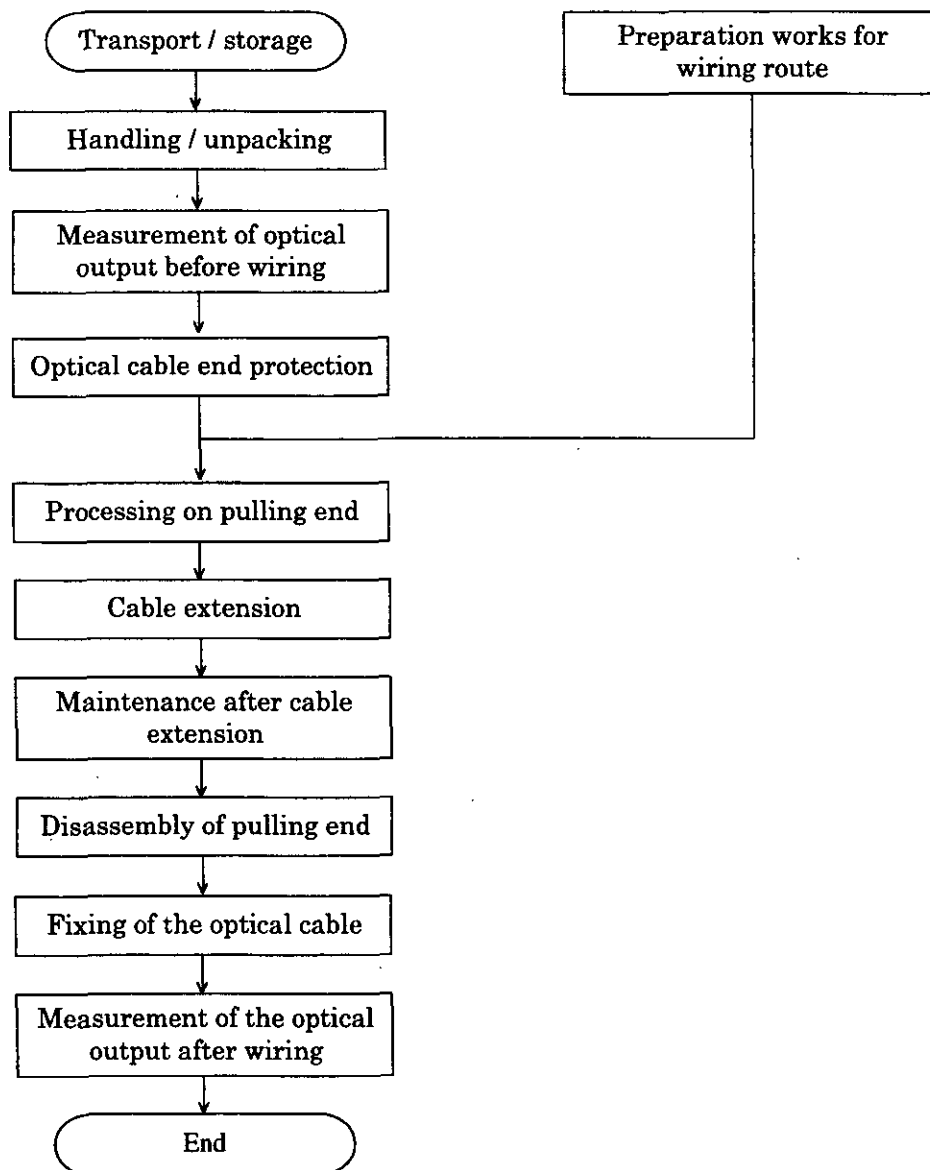 Transport / storage
Preparation works for
wiring route
Handling / unpacking
Measurement of optical
output before wiring
Optical cable end protection
Processing on pulling end
Cable extension
Maintenance after cable
extension
Disassembly of pulling end
Fixing of the optical cable
Measurement of the optical
output after wiring
End